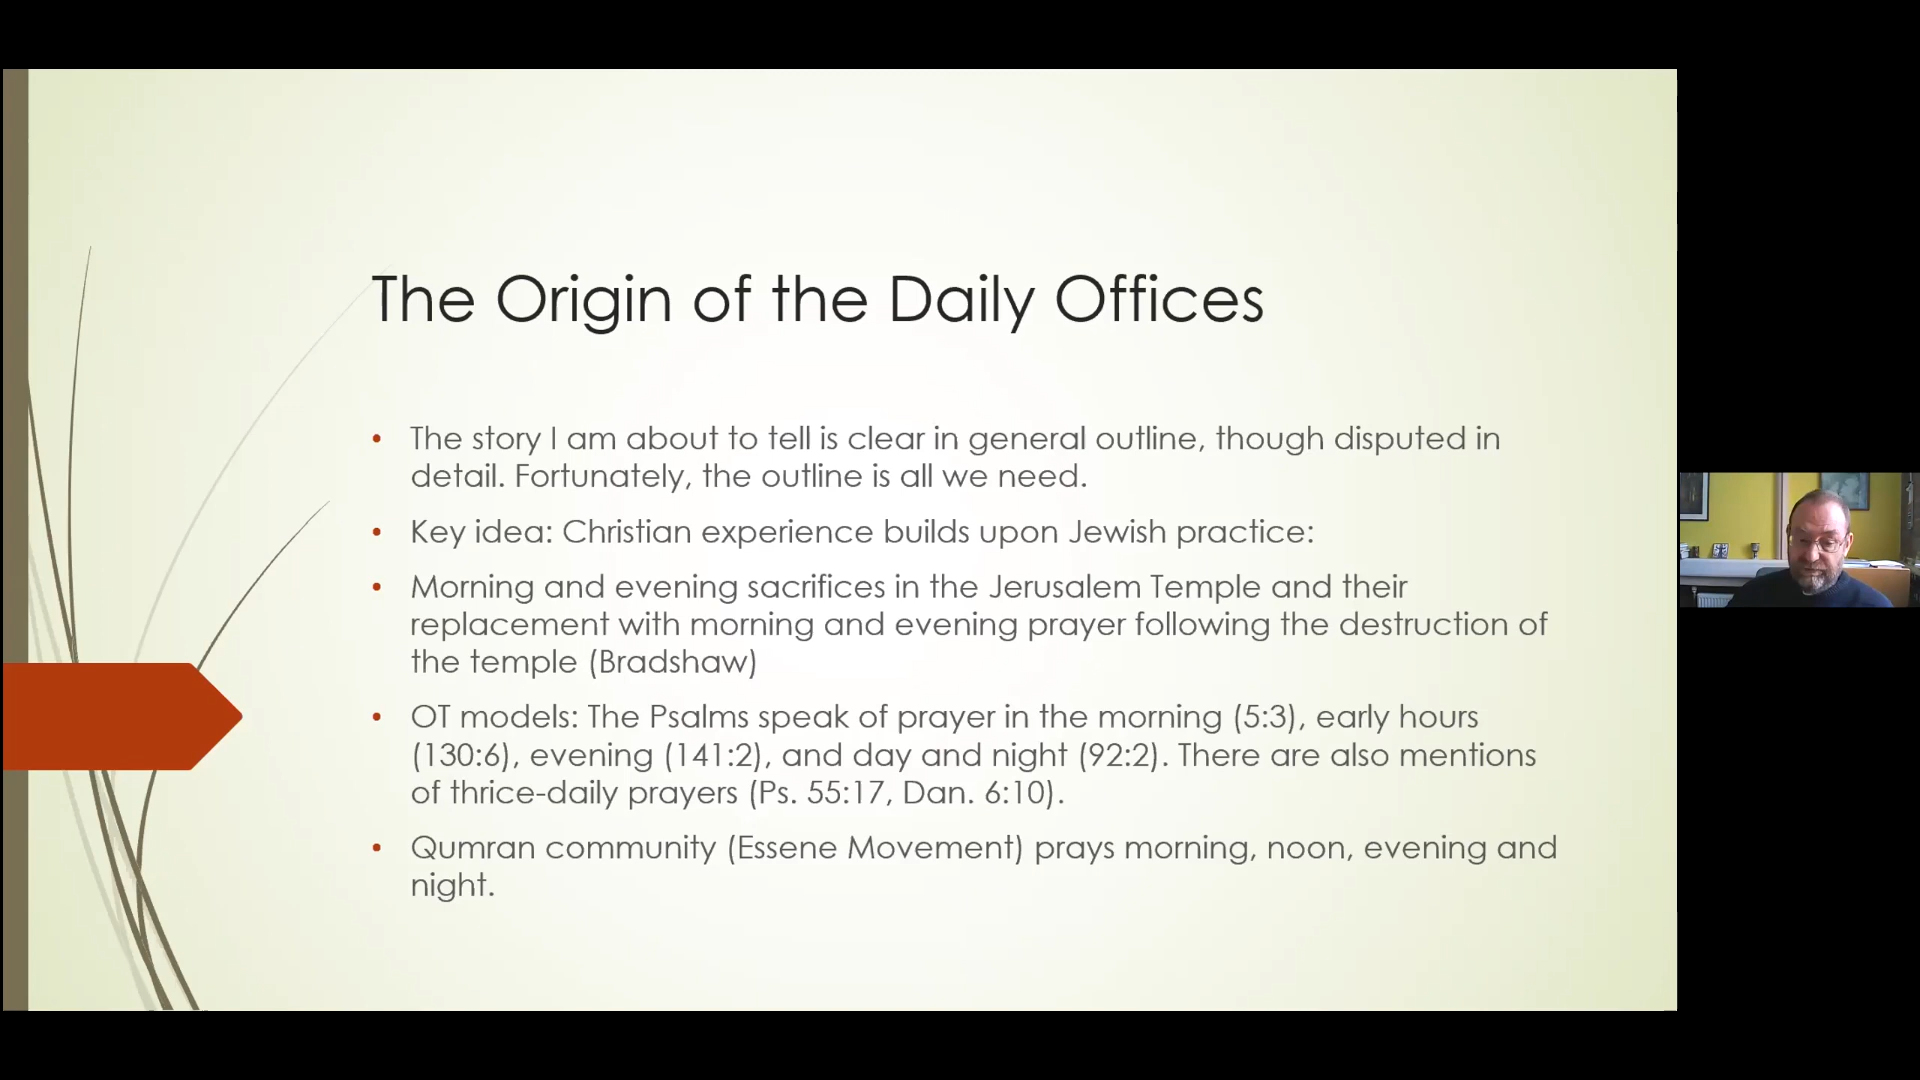 The Origin of the Daily Offices
• The story I am about to tell is clear in general outline, though disputed in
detail. Fortunately, the outline is all we need.
• Key idea: Christian experience builds upon Jewish practice:
• Morning and evening sacrifices in the Jerusalem Temple and their
replacement with morning and evening prayer following the destruction of
the temple (Bradshaw)
• OT models: The Psalms speak of prayer in the morning (5:3), early hours
(130:6), evening (141:2), and day and night (92:2). There are also mentions
of thrice-daily prayers (Ps. 55:17, Dan. 6:10).
• Qumran community (Essene Movement) prays morning, noon, evening and
night.